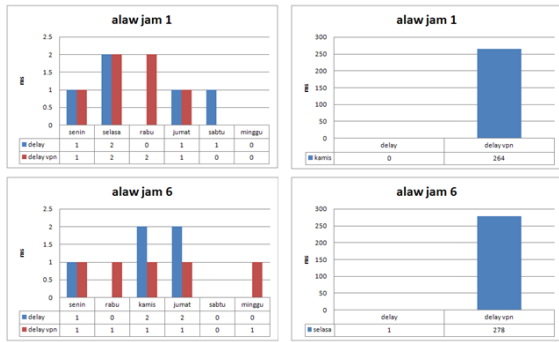 alaw jam 1
2.5
2
1.5
1
0.5
0
ms
senin selasa rabu jumat sabtu minggu
delay 1 2 0 1 1 0
delay vpn 1 2 2 1 0 0
alaw jam 1
300
250
200
150
100
50
0
ms
delay delay vpn
kamis 0 264
alaw jam 6
2.5
2
1.5
1
0.5
0
ms
senin rabu kamis jumat sabtu minggu
delay 1 0 2 2 0 0
delay vpn 1 1 1 1 0 1
alaw jam 6
300
250
200
150
100
50
0
ms
delay delay vpn
selasa 1 278